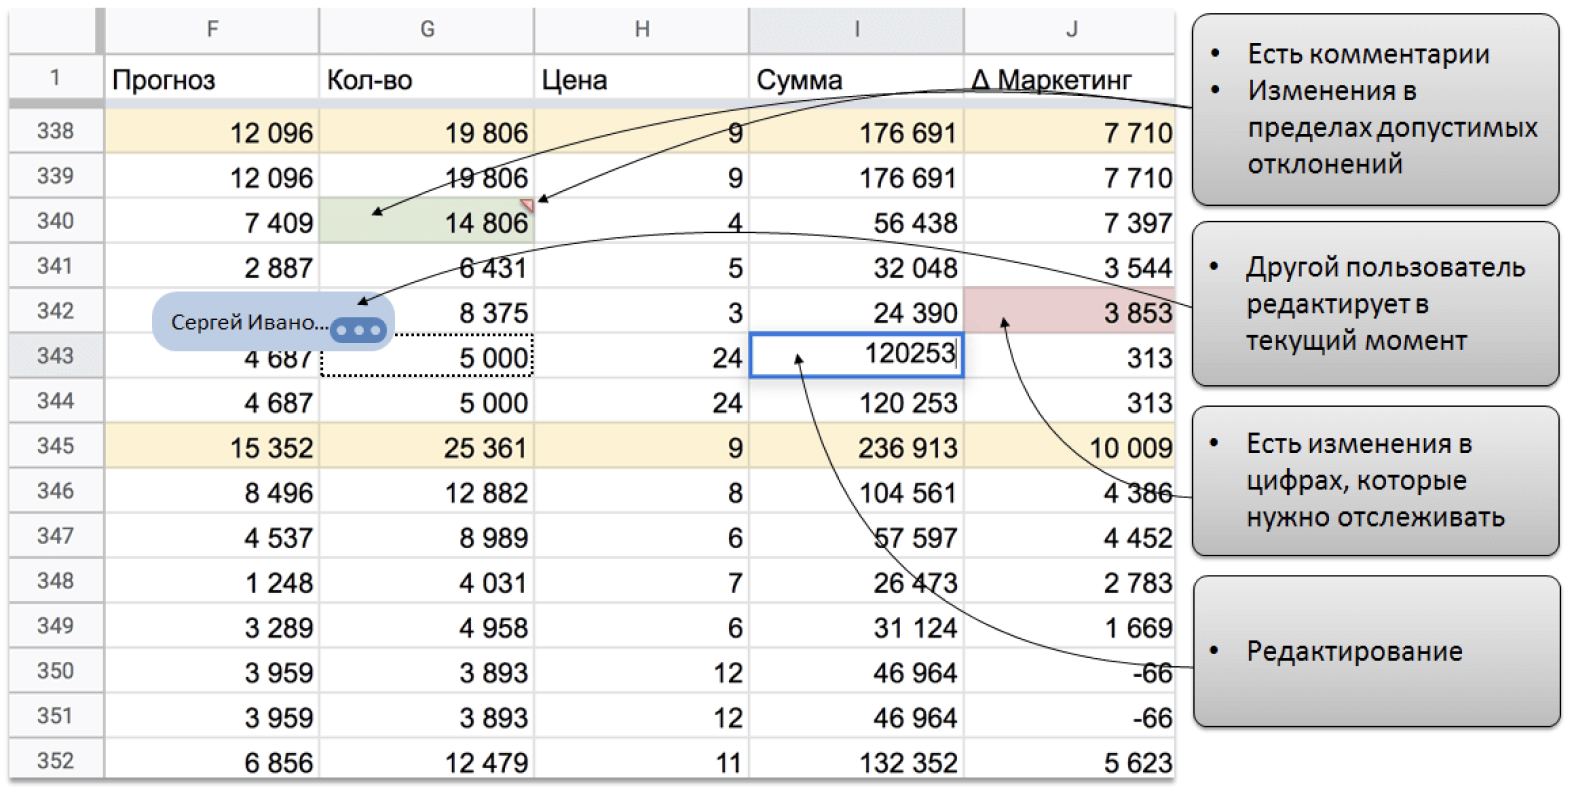 F G H I J
1 Прогноз Кол-во Цена Сумма Δ Маркетинг
338 12 096 19 806 9 176 691 7 710
339 12 096 19 806 9 176 691 7 710
340 7 409 14 806 4 56 438 7 397
341 2 887 6 431 5 32 048 3 544
342 Сергей Ивано... 8 375 3 24 390 3 853
343 4 687 5 000 24 120253 313
344 4 687 5 000 24 120 253 313
345 15 352 25 361 9 236 913 10 009
346 8 496 12 882 8 104 561 4 386
347 4 537 8 989 6 57 597 4 452
348 1 248 4 031 7 26 473 2 783
349 3 289 4 958 6 31 124 1 669
350 3 959 3 893 12 46 964 -66
351 3 959 3 893 12 46 964 -66
352 6 856 12 479 11 132 352 5 623
• Есть комментарии
• Изменения в
пределах допустимых
отклонений
• Другой пользователь
редактирует в
текущий момент
• Есть изменения в
цифрах, которые
нужно отслеживать
• Редактирование